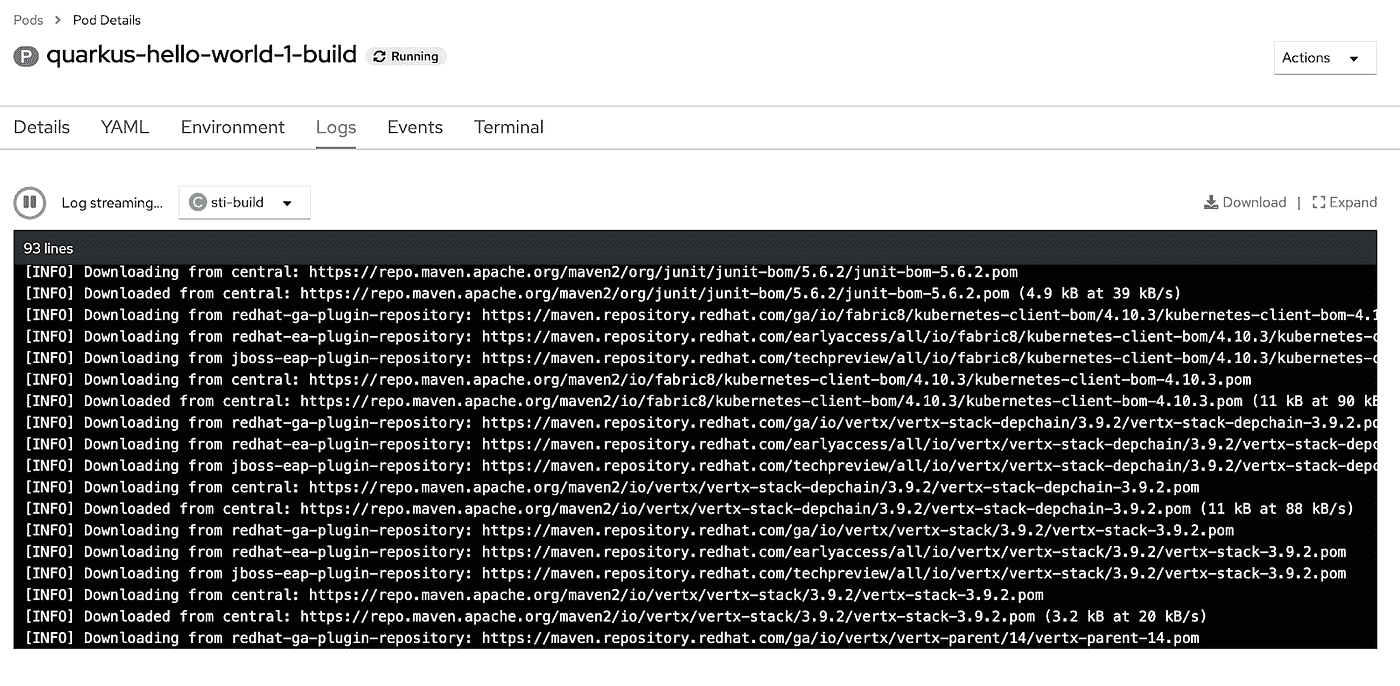 Pods > Pod Details
P quarkus-hello-world-1-build Running
Actions
Details YAML Environment Logs Events Terminal
Log streaming... C sti-build Download | Expand
93 lines
[INFO] Downloading from central: https://repo.maven.apache.org/maven2/org/junit/junit-bom/5.6.2/junit-bom-5.6.2.pom
[INFO] Downloaded from central: https://repo.maven.apache.org/maven2/org/junit/junit-bom/5.6.2/junit-bom-5.6.2.pom (4.9 kB at 39 kB/s)
[INFO] Downloading from redhat-ga-plugin-repository: https://maven.repository.redhat.com/ga/io/fabric8/kubernetes-client-bom/4.10.3/kubernetes-client-bom-4.1
[INFO] Downloading from redhat-ea-plugin-repository: https://maven.repository.redhat.com/earlyaccess/all/io/fabric8/kubernetes-client-bom/4.10.3/kubernetes-c
[INFO] Downloading from jboss-eap-plugin-repository: https://maven.repository.redhat.com/techpreview/all/io/fabric8/kubernetes-client-bom/4.10.3/kubernetes-c
[INFO] Downloading from central: https://repo.maven.apache.org/maven2/io/fabric8/kubernetes-client-bom/4.10.3/kubernetes-client-bom-4.10.3.pom
[INFO] Downloaded from central: https://repo.maven.apache.org/maven2/io/fabric8/kubernetes-client-bom/4.10.3/kubernetes-client-bom-4.10.3.pom (11 kB at 90 kB
[INFO] Downloading from redhat-ga-plugin-repository: https://maven.repository.redhat.com/ga/io/vertx/vertx-stack-depchain/3.9.2/vertx-stack-depchain-3.9.2.po
[INFO] Downloading from redhat-ea-plugin-repository: https://maven.repository.redhat.com/earlyaccess/all/io/vertx/vertx-stack-depchain/3.9.2/vertx-stack-depc
[INFO] Downloading from jboss-eap-plugin-repository: https://maven.repository.redhat.com/techpreview/all/io/vertx/vertx-stack-depchain/3.9.2/vertx-stack-depc
[INFO] Downloading from central: https://repo.maven.apache.org/maven2/io/vertx/vertx-stack-depchain/3.9.2/vertx-stack-depchain-3.9.2.pom
[INFO] Downloaded from central: https://repo.maven.apache.org/maven2/io/vertx/vertx-stack-depchain/3.9.2/vertx-stack-depchain-3.9.2.pom (11 kB at 88 kB/s)
[INFO] Downloading from redhat-ga-plugin-repository: https://maven.repository.redhat.com/ga/io/vertx/vertx-stack/3.9.2/vertx-stack-3.9.2.pom
[INFO] Downloading from redhat-ea-plugin-repository: https://maven.repository.redhat.com/earlyaccess/all/io/vertx/vertx-stack/3.9.2/vertx-stack-3.9.2.pom
[INFO] Downloading from jboss-eap-plugin-repository: https://maven.repository.redhat.com/techpreview/all/io/vertx/vertx-stack/3.9.2/vertx-stack-3.9.2.pom
[INFO] Downloading from central: https://repo.maven.apache.org/maven2/io/vertx/vertx-stack/3.9.2/vertx-stack-3.9.2.pom
[INFO] Downloaded from central: https://repo.maven.apache.org/maven2/io/vertx/vertx-stack/3.9.2/vertx-stack-3.9.2.pom (3.2 kB at 20 kB/s)
[INFO] Downloading from redhat-ga-plugin-repository: https://maven.repository.redhat.com/ga/io/vertx/vertx-parent/14/vertx-parent-14.pom